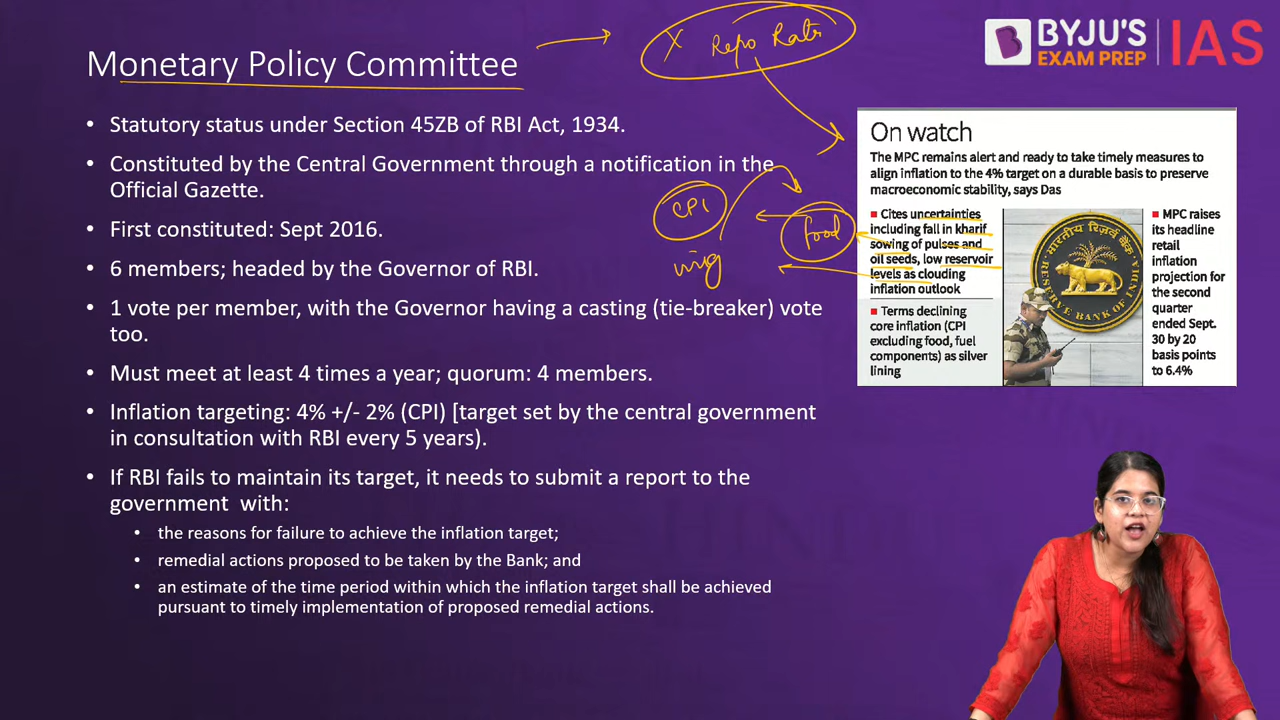 Monetary Policy Committee
X Repo Rate
BYJU'S
EXAM PREP
IAS
• Statutory status under Section 45ZB of RBI Act, 1934.
• Constituted by the Central Government through a notification in the
Official Gazette.
• First constituted: Sept 2016.
• 6 members; headed by the Governor of RBI.
• 1 vote per member, with the Governor having a casting (tie-breaker) vote
too.
• Must meet at least 4 times a year; quorum: 4 members.
• Inflation targeting: 4% +/- 2% (CPI) [target set by the central government
in consultation with RBI every 5 years).
• If RBI fails to maintain its target, it needs to submit a report to the
government with:
• the reasons for failure to achieve the inflation target;
• remedial actions proposed to be taken by the Bank; and
• an estimate of the time period within which the inflation target shall be achieved
pursuant to timely implementation of proposed remedial actions.
CPI
food
On watch
The MPC remains alert and ready to take timely measures to
align inflation to the 4% target on a durable basis to preserve
macroeconomic stability, says Das
Cites uncertainties
including fall in kharif
sowing of pulses and
oil seeds, low reservoir
levels as clouding
inflation outlook
Terms declining
core inflation (CPI
excluding food, fuel
components) as silver
lining
भारतीय रिज़र्व बैंक
RESERVE BANK OF INDIA
MPC raises
its headline
retail
inflation
projection for
the second
quarter
ended Sept.
30 by 20
basis points
to 6.4%